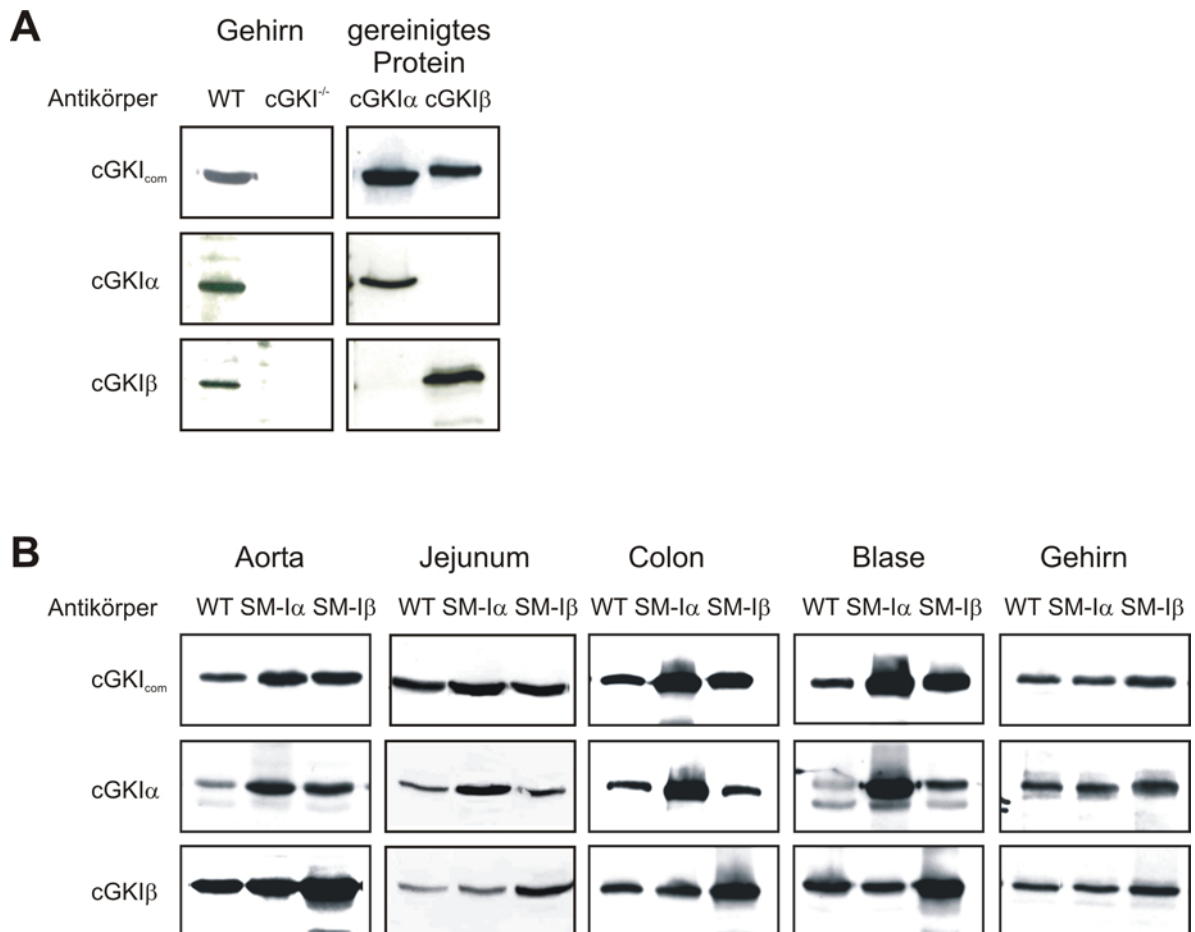 A
Gehirn gereinigtes
Protein
Antikörper WT cGKI-/- cGKIα cGKIβ
cGKIcom
cGKIα
cGKIβ
B
Aorta Jejunum Colon Blase Gehirn
Antikörper WT SM-Iα SM-Iβ WT SM-Iα SM-Iβ WT SM-Iα SM-Iβ WT SM-Iα SM-Iβ WT SM-Iα SM-Iβ
cGKIcom
cGKIα
cGKIβ